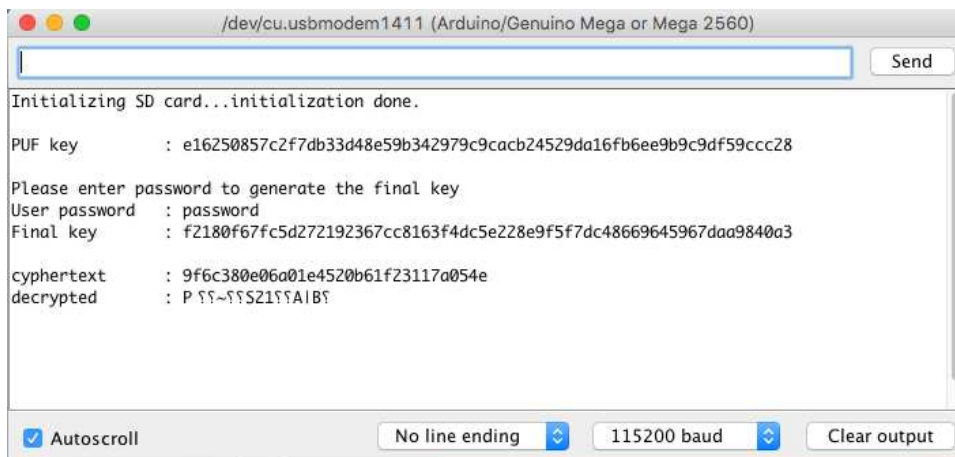 /dev/cu.usbmodem1411 (Arduino/Genuino Mega or Mega 2560)
Send
Initializing SD card...initialization done.
PUF key : e16250857c2f7db33d48e59b342979c9cacb24529da16fb6ee9b9c9df59ccc28
Please enter password to generate the final key
User password : password
Final key : f2180f67fc5d272192367cc8163f4dc5e228e9f5f7dc48669645967daa9840a3
cyphertext : 9f6c380e06a01e4520b61f23117a054e
decrypted : P ⸮⸮~⸮⸮SZ1⸮⸮A|B⸮
Autoscroll
No line ending
115200 baud
Clear output